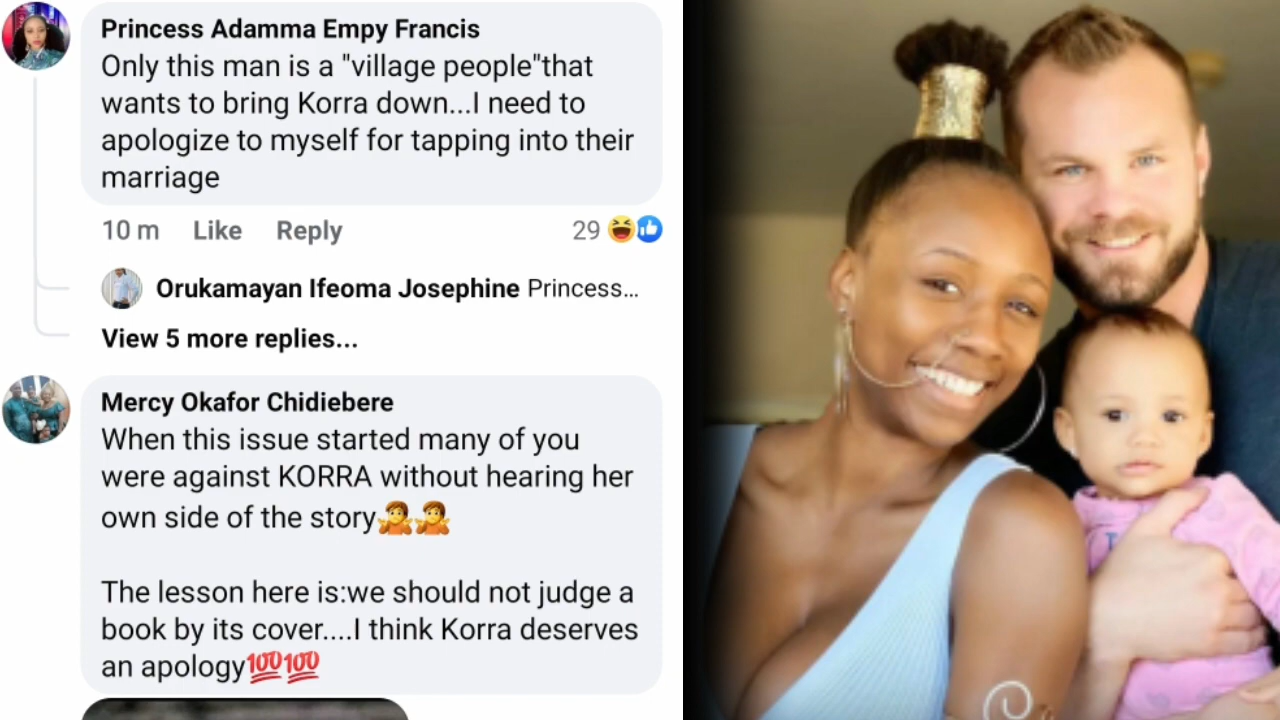 Princess Adamma Empy Francis
Only this man is a "village people"that
wants to bring Korra down...I need to
apologize to myself for tapping into their
marriage
10 m Like Reply 29
Orukamayan Ifeoma Josephine Princess...
View 5 more replies...
Mercy Okafor Chidiebere
When this issue started many of you
were against KORRA without hearing her
own side of the story🤷🤷
The lesson here is:we should not judge a
book by its cover....I think Korra deserves
an apology💯💯